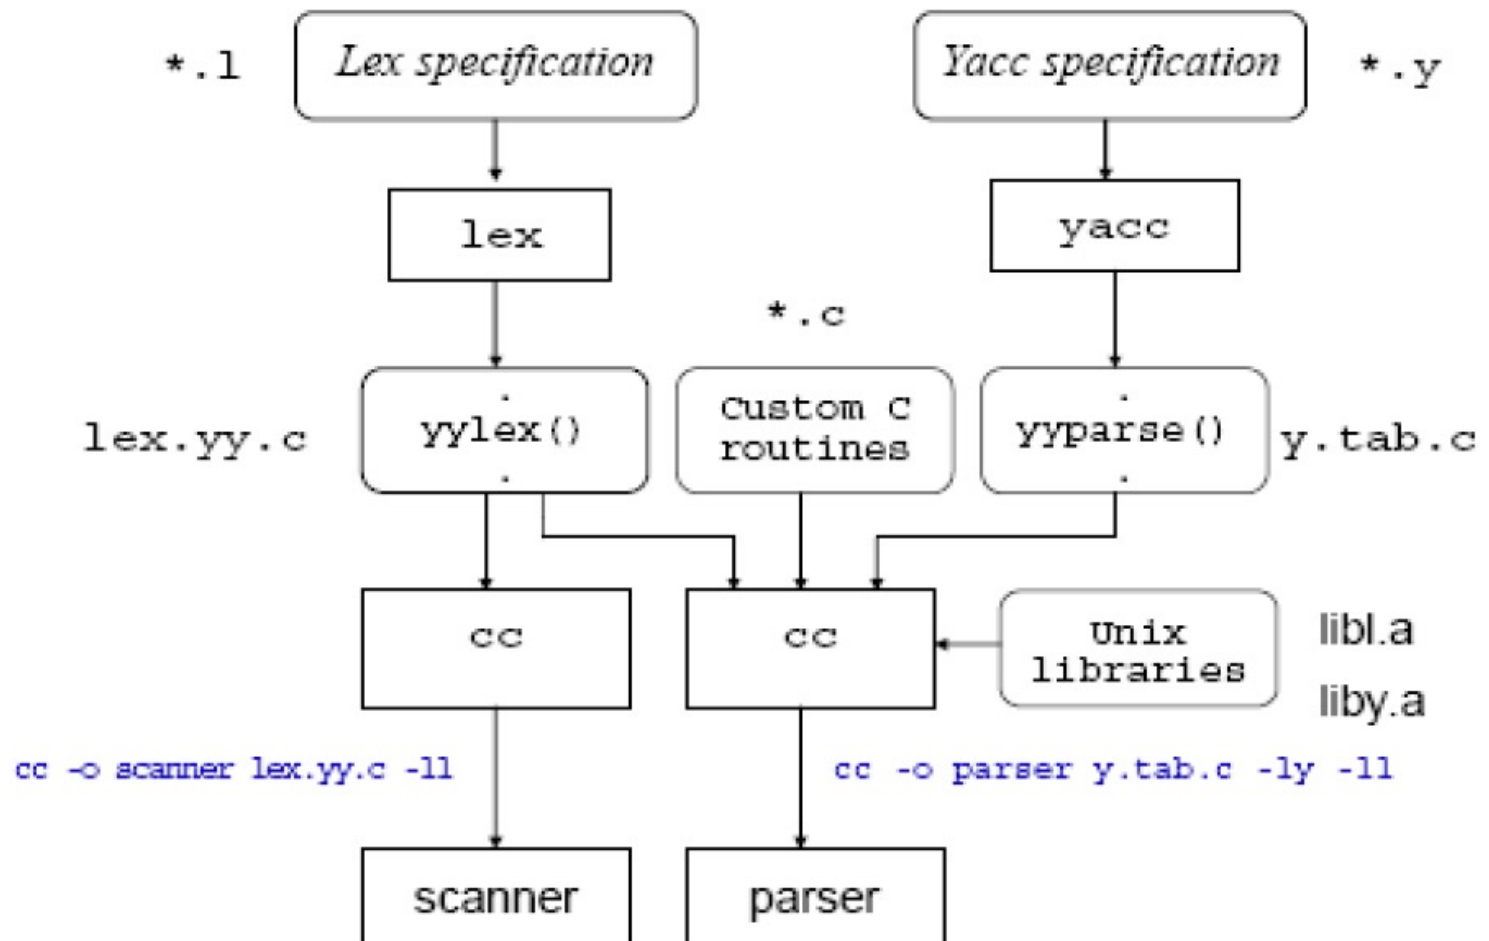 *.l
Lex specification
Yacc specification
*.y
lex
yacc
*.c
lex.yy.c
.
yylex()
.
Custom C
routines
.
yyparse()
.
y.tab.c
cc
cc
Unix
libraries
libl.a
liby.a
cc -o scanner lex.yy.c -ll
cc -o parser y.tab.c -ly -ll
scanner
parser